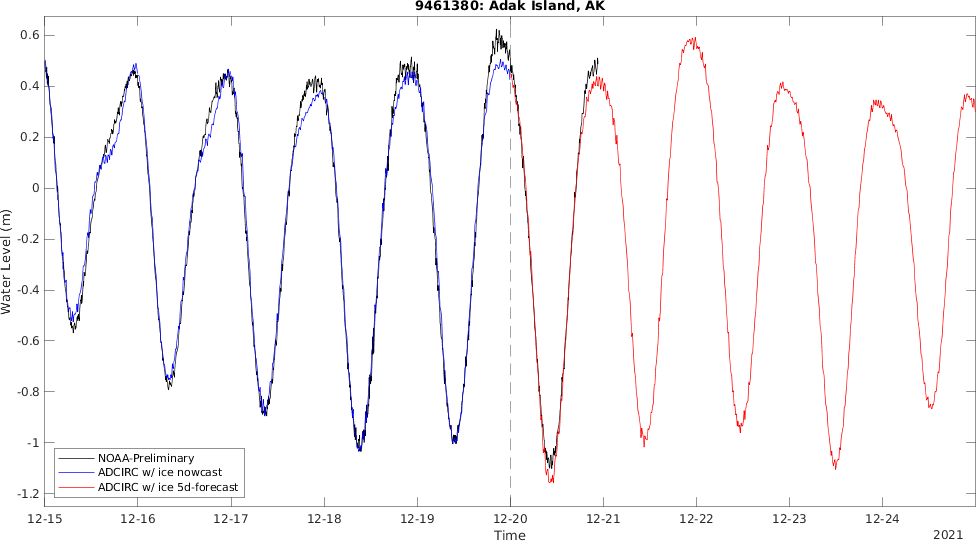 9461380: Adak Island, AK
0.6
0.4
0.2
0
-0.2
-0.4
-0.6
-0.8
-1
-1.2
Water Level (m)
NOAA-Preliminary
ADCIRC w/ ice nowcast
ADCIRC w/ ice 5d-forecast
12-15 12-16 12-17 12-18 12-19 12-20 12-21 12-22 12-23 12-24
Time
2021